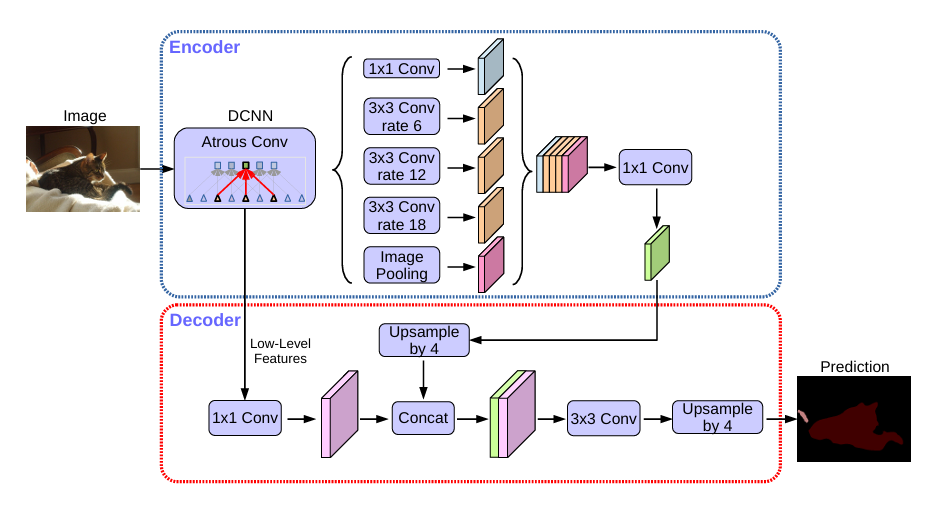 Encoder
Image
DCNN
Atrous Conv
1x1 Conv
3x3 Conv
rate 6
3x3 Conv
rate 12
3x3 Conv
rate 18
Image
Pooling
1x1 Conv
Decoder
Low-Level
Features
Upsample
by 4
1x1 Conv
Concat
3x3 Conv
Upsample
by 4
Prediction